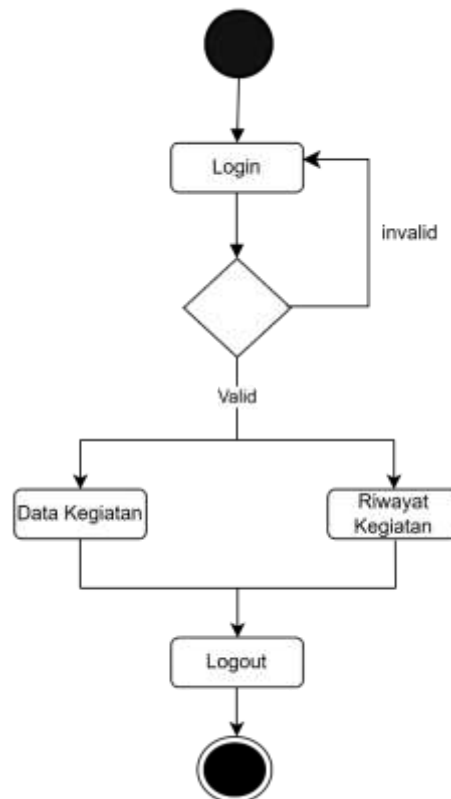 Login
invalid
Valid
Data Kegiatan
Riwayat
Kegiatan
Logout